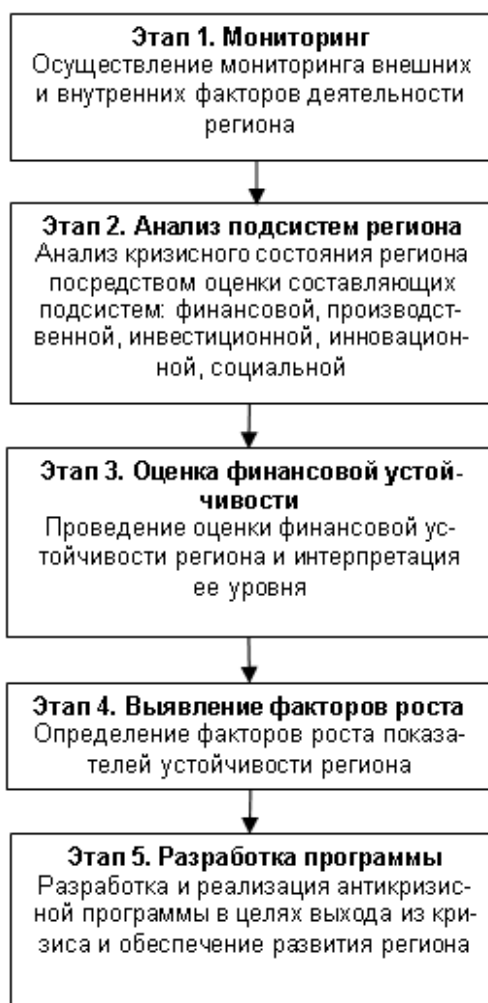 Этап 1. Мониторинг
Осуществление мониторинга внешних
и внутренних факторов деятельности
региона
Этап 2. Анализ подсистем региона
Анализ кризисного состояния региона
посредством оценки составляющих
подсистем: финансовой, производст-
венной, инвестиционной, инновацион-
ной, социальной
Этап 3. Оценка финансовой устой-
чивости
Проведение оценки финансовой ус-
тойчивости региона и интерпретация
ее уровня
Этап 4. Выявление факторов роста
Определение факторов роста показа-
телей устойчивости региона
Этап 5. Разработка программы
Разработка и реализация антикризис-
ной программы в целях выхода из кри-
зиса и обеспечение развития региона